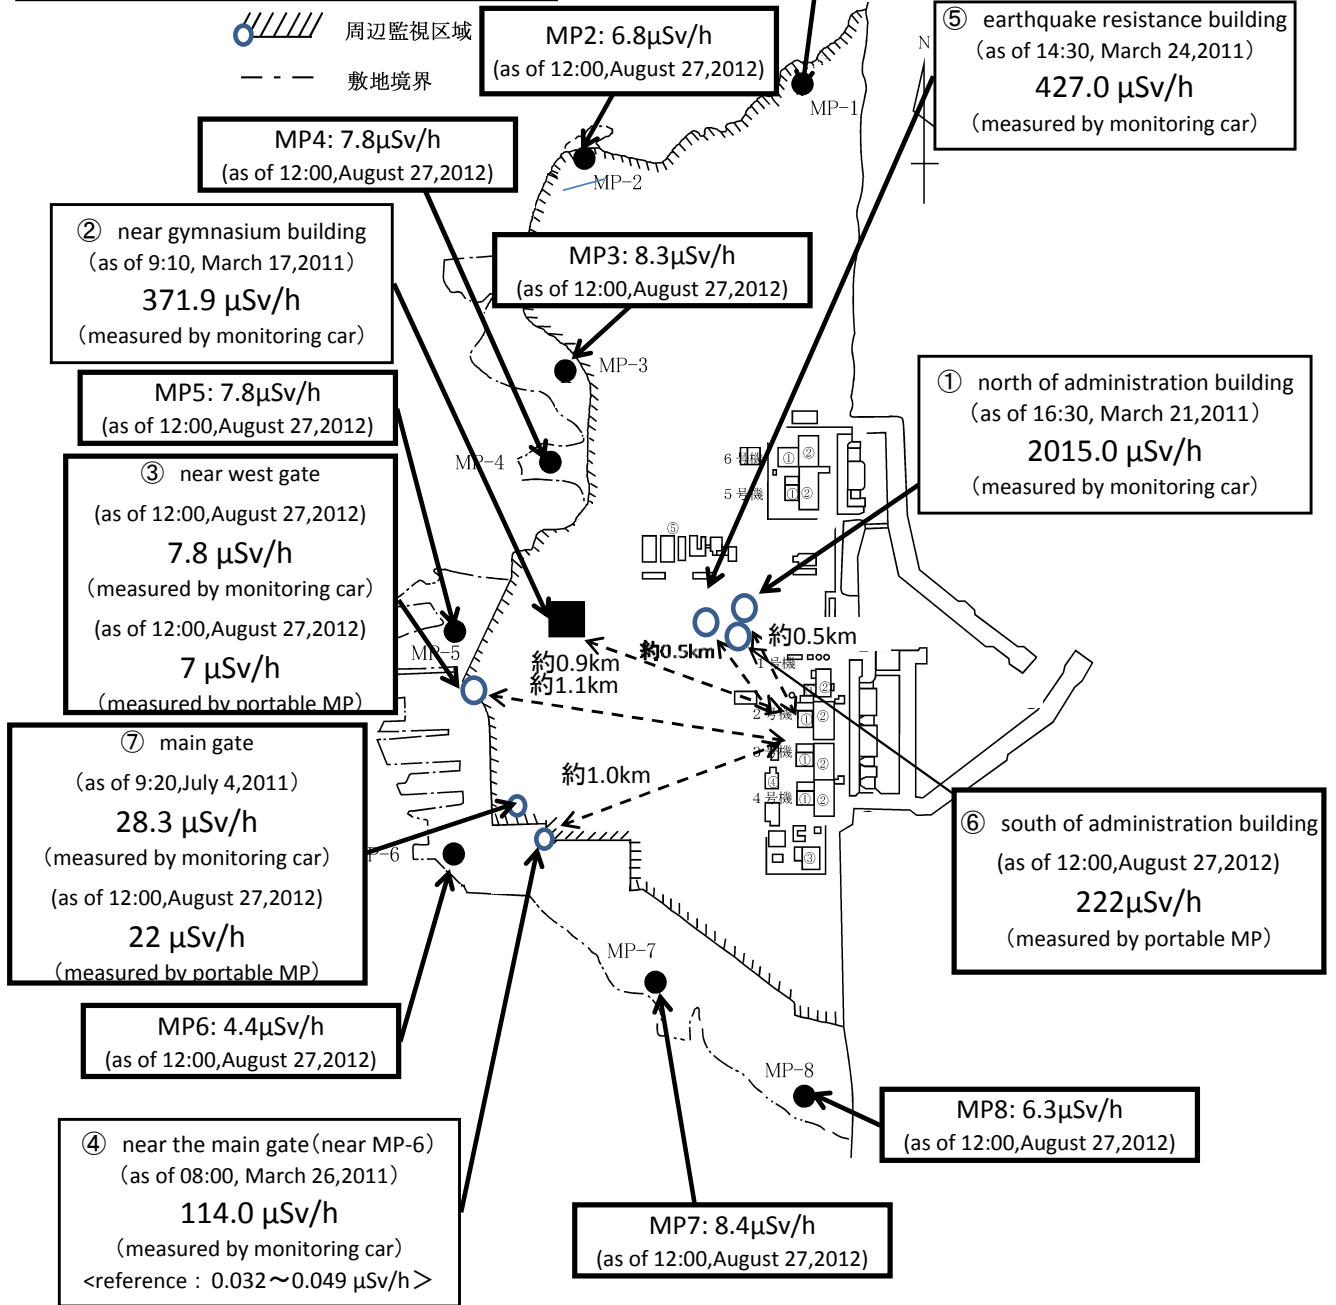 周辺監視区域
敷地境界
MP2: 6.8μSv/h
(as of 12:00,August 27,2012)
⑤ earthquake resistance building
(as of 14:30, March 24,2011)
427.0 μSv/h
(measured by monitoring car)
N
MP-1
MP4: 7.8μSv/h
(as of 12:00,August 27,2012)
MP-2
② near gymnasium building
(as of 9:10, March 17,2011)
371.9 μSv/h
(measured by monitoring car)
MP3: 8.3μSv/h
(as of 12:00,August 27,2012)
MP-3
MP5: 7.8μSv/h
(as of 12:00,August 27,2012)
① north of administration building
(as of 16:30, March 21,2011)
2015.0 μSv/h
(measured by monitoring car)
MP-4
6号機
① ②
5号機
① ②
③ near west gate
(as of 12:00,August 27,2012)
7.8 μSv/h
(measured by monitoring car)
(as of 12:00,August 27,2012)
7 μSv/h
(measured by portable MP)
⑤
MP-5
約0.5km
約0.5km
約0.9km
約1.1km
1号機
②
2号機
① ②
3号機
① ②
④
4号機
① ②
③
約1.0km
⑦ main gate
(as of 9:20,July 4,2011)
28.3 μSv/h
(measured by monitoring car)
(as of 12:00,August 27,2012)
22 μSv/h
(measured by portable MP)
P-6
⑥ south of administration building
(as of 12:00,August 27,2012)
222μSv/h
(measured by portable MP)
MP-7
MP6: 4.4μSv/h
(as of 12:00,August 27,2012)
MP-8
MP8: 6.3μSv/h
(as of 12:00,August 27,2012)
④ near the main gate(near MP-6)
(as of 08:00, March 26,2011)
114.0 μSv/h
(measured by monitoring car)
<reference : 0.032～0.049 μSv/h＞
MP7: 8.4μSv/h
(as of 12:00,August 27,2012)